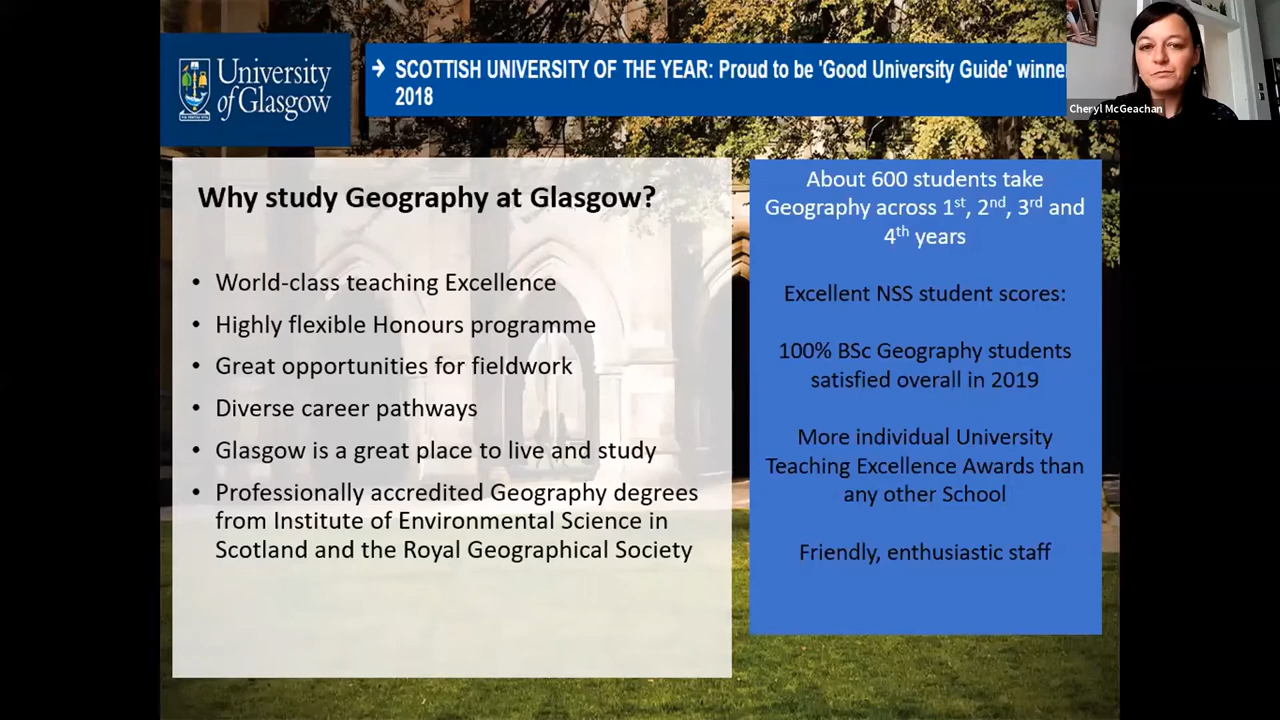 University
of Glasgow
→ SCOTTISH UNIVERSITY OF THE YEAR: Proud to be 'Good University Guide' winne
2018
Cheryl McGeachan
Why study Geography at Glasgow?
• World-class teaching Excellence
• Highly flexible Honours programme
• Great opportunities for fieldwork
• Diverse career pathways
• Glasgow is a great place to live and study
• Professionally accredited Geography degrees
from Institute of Environmental Science in
Scotland and the Royal Geographical Society
About 600 students take
Geography across 1st, 2nd, 3rd and
4th years
Excellent NSS student scores:
100% BSc Geography students
satisfied overall in 2019
More individual University
Teaching Excellence Awards than
any other School
Friendly, enthusiastic staff